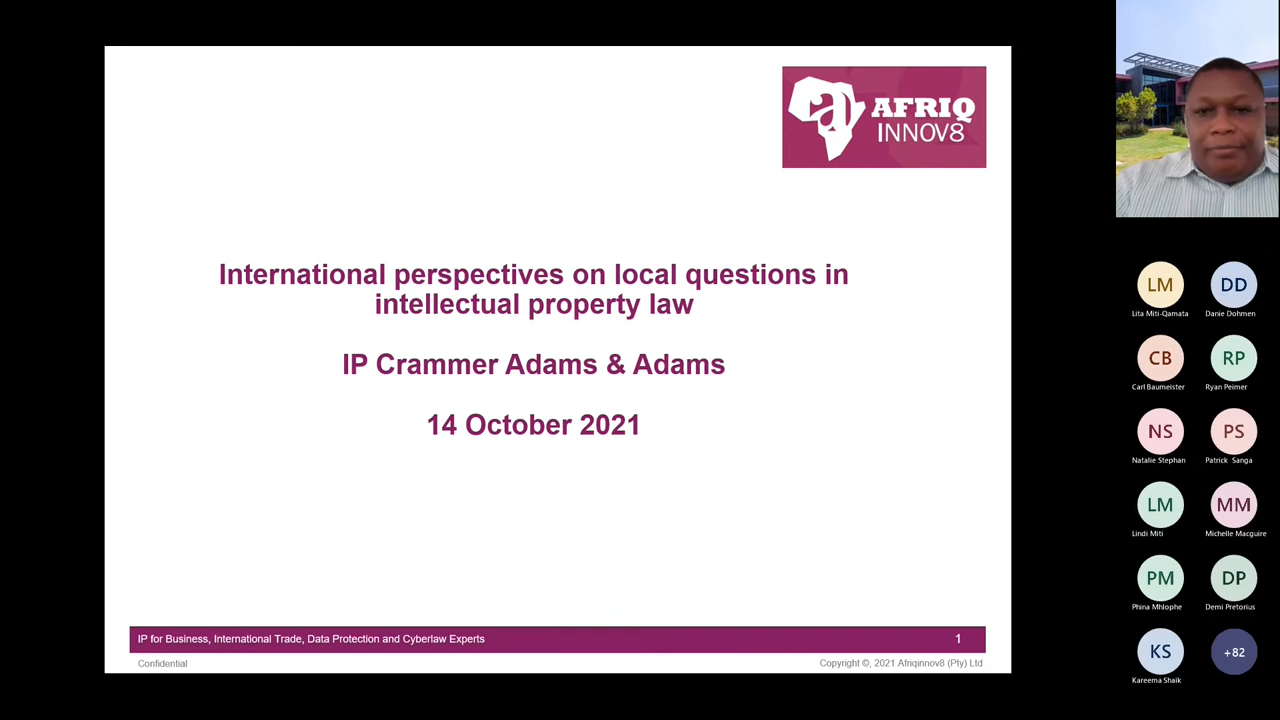 a
AFRIQ
INNOV8
International perspectives on local questions in
intellectual property law
IP Crammer Adams & Adams
14 October 2021
IP for Business, International Trade, Data Protection and Cyberlaw Experts 1
Confidential
Copyright ©, 2021 Afriqinnov8 (Pty) Ltd
LM
Lita Miti-Qamata
DD
Danie Dohmen
CB
Carl Baumeister
RP
Ryan Peimer
NS
Natalie Stephan
PS
Patrick Sanga
LM
Lindi Miti
MM
Michelle Macguire
PM
Phina Mhlophe
DP
Demi Pretorius
KS
Kareema Shaik
+82